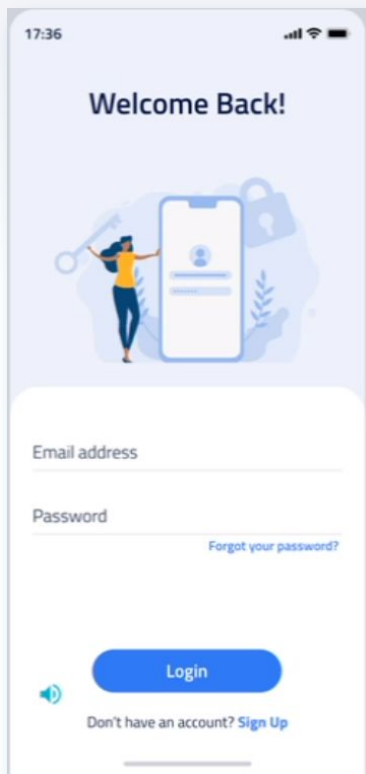 17:36
Welcome Back!
Email address
Password
Forgot your password?
Login
Don't have an account? Sign Up